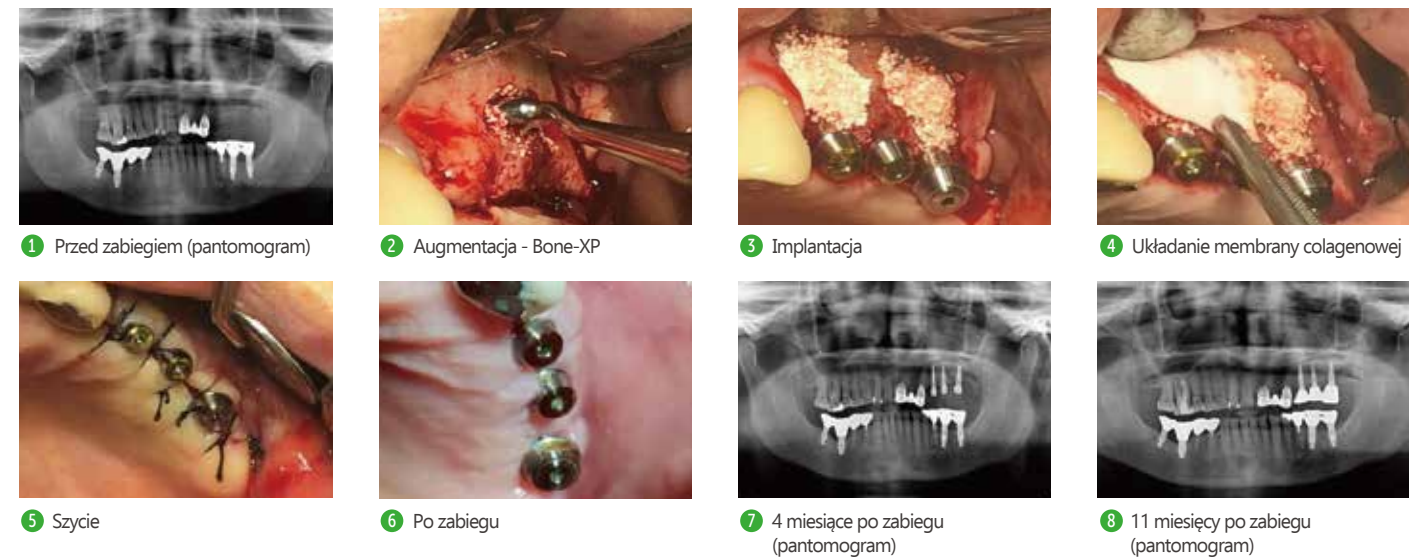 1 Przed zabiegiem (pantomogram)
2 Augmentacja - Bone-XP
3 Implantacja
4 Układanie membrany colagenowej
5 Szycie
6 Po zabiegu
7 4 miesiące po zabiegu
(pantomogram)
8 11 miesięcy po zabiegu
(pantomogram)